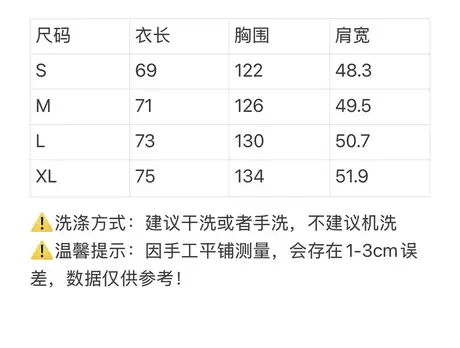 尺码 衣长 胸围 肩宽
S 69 122 48.3
M 71 126 49.5
L 73 130 50.7
XL 75 134 51.9
⚠️洗涤方式：建议干洗或者手洗，不建议机洗
⚠️温馨提示：因手工平铺测量，会存在1-3cm误
差，数据仅供参考！